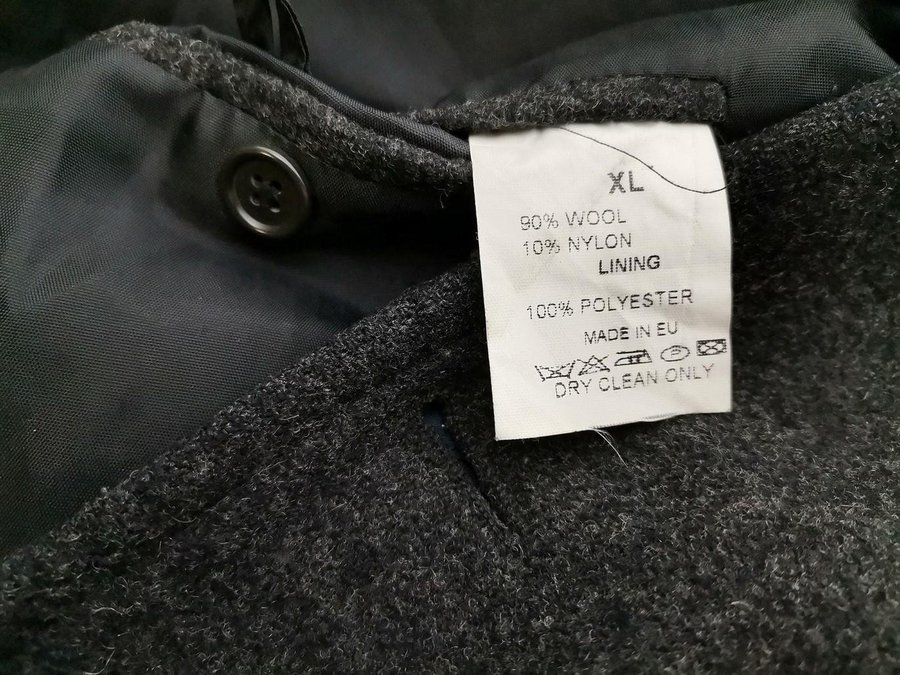 XL
90% WOOL
10% NYLON
LINING
100% POLYESTER
MADE IN EU
DRY CLEAN ONLY